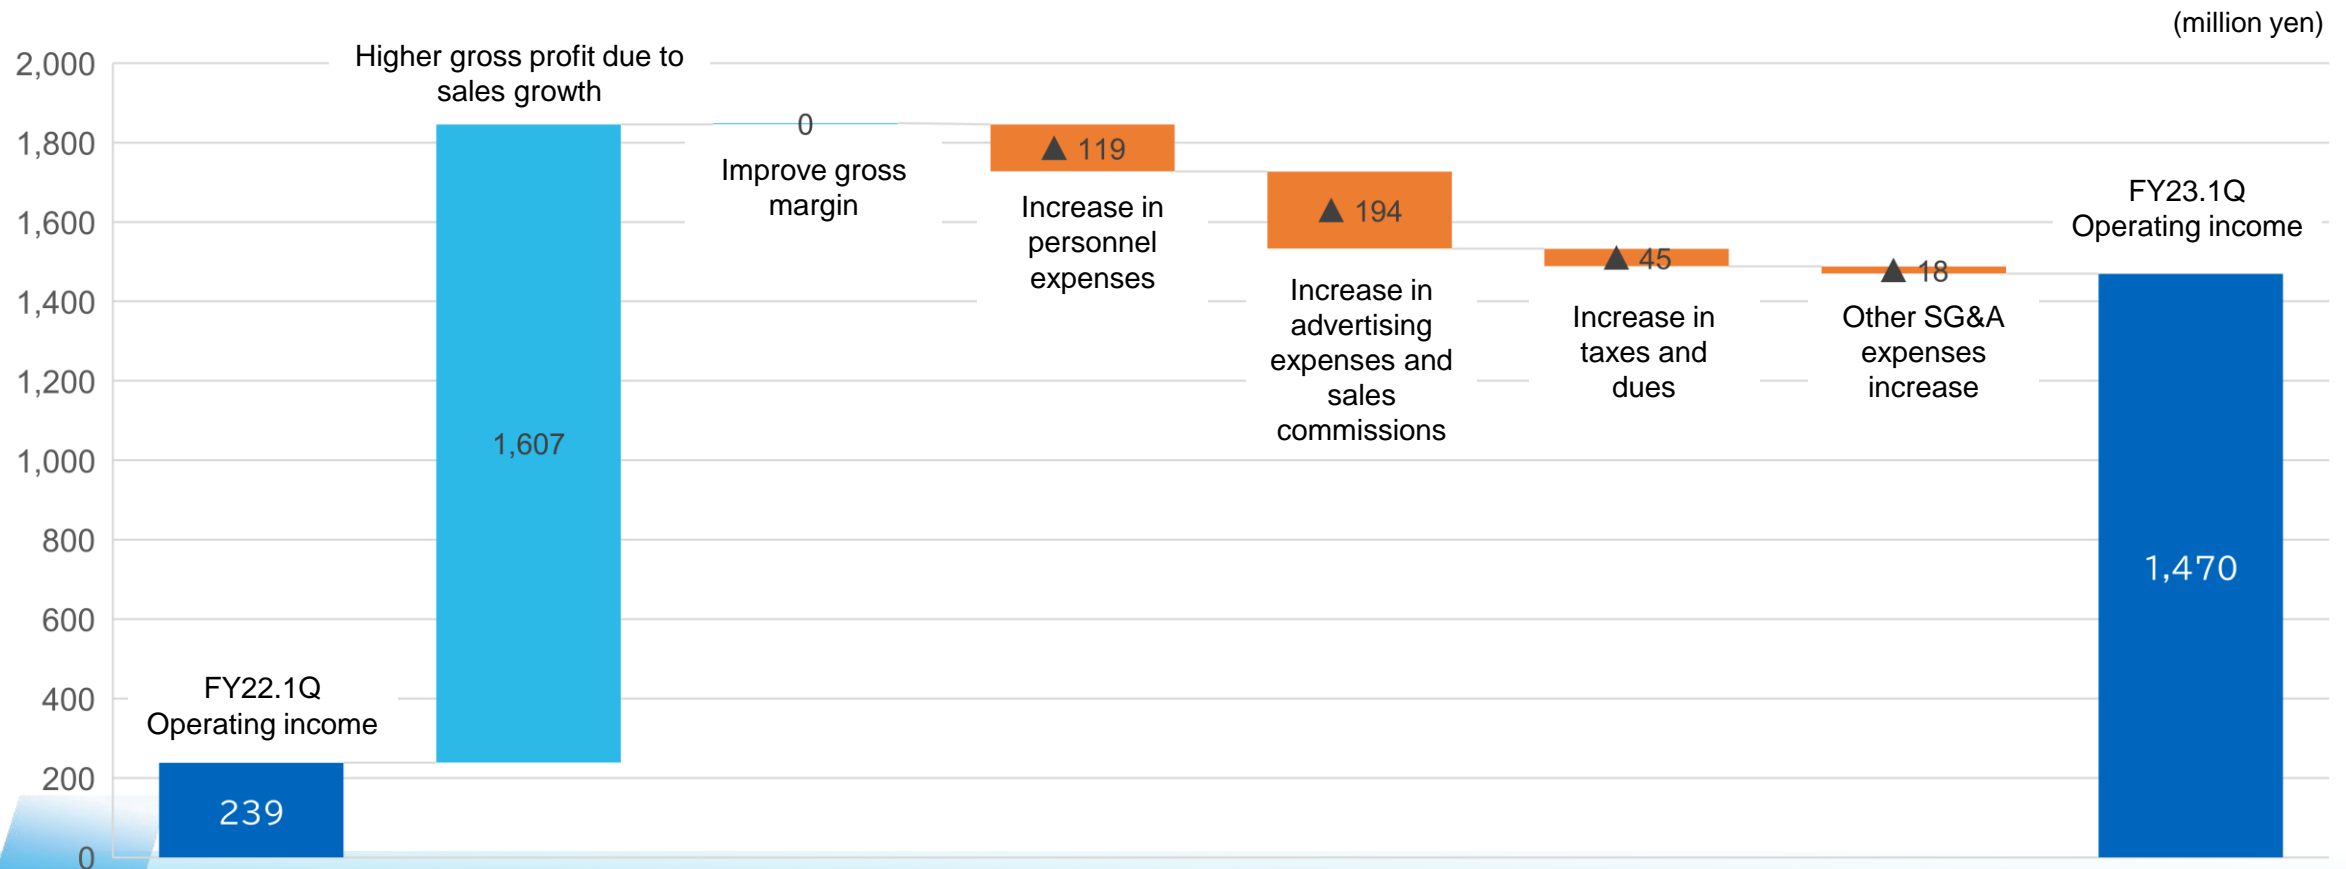 (million yen)
2,000
1,800
1,600
1,400
1,200
1,000
800
600
400
200
0
FY22.1Q
Operating income
239
Higher gross profit due to
sales growth
1,607
0
Improve gross
margin
▲ 119
Increase in
personnel
expenses
▲ 194
Increase in
advertising
expenses and
sales
commissions
▲ 45
Increase in
taxes and
dues
▲ 18
Other SG&A
expenses
increase
FY23.1Q
Operating income
1,470